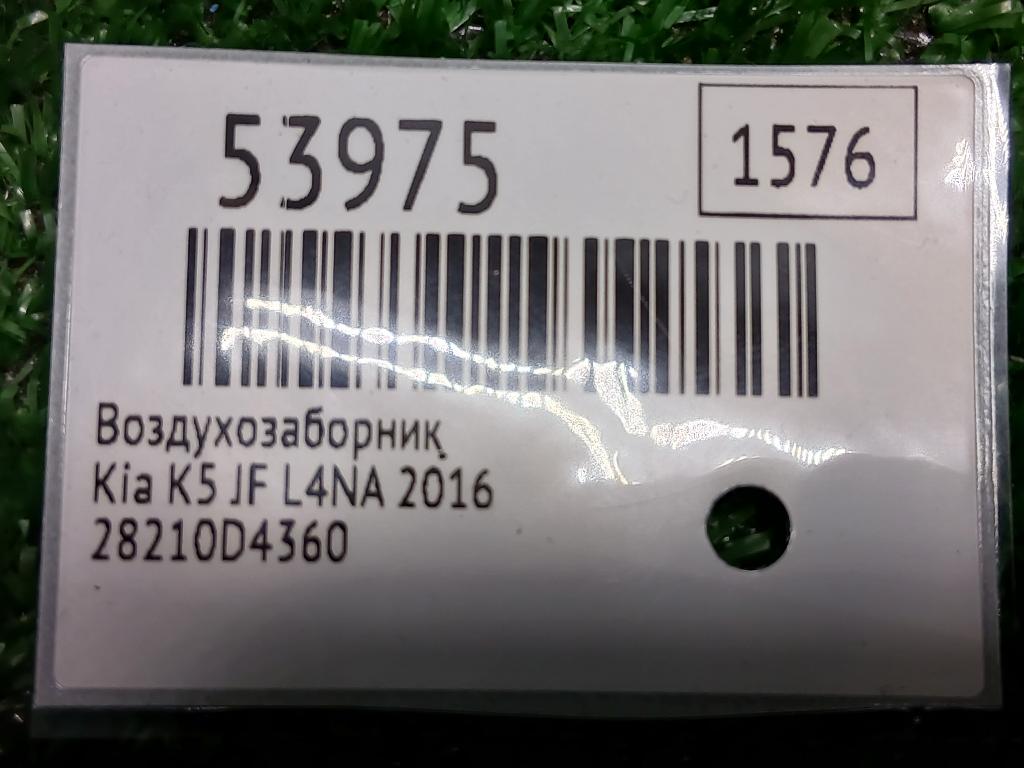 53975
1576
Воздухозаборник
Kia K5 JF L4NA 2016
28210D4360